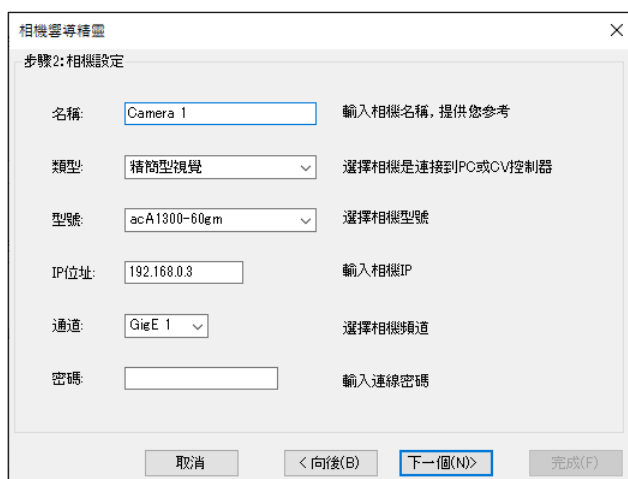 相機嚮導精靈
步驟2:相機設定
名稱: Camera 1 輸入相機名稱, 提供您參考
類型: 精簡型視覺 選擇相機是連接到PC或CV控制器
型號: acA1300-60gm 選擇相機型號
IP位址: 192.168.0.3 輸入相機IP
通道: GigE 1 選擇相機頻道
密碼: 輸入連線密碼
取消 <向後(B) 下一個(N)> 完成(F)